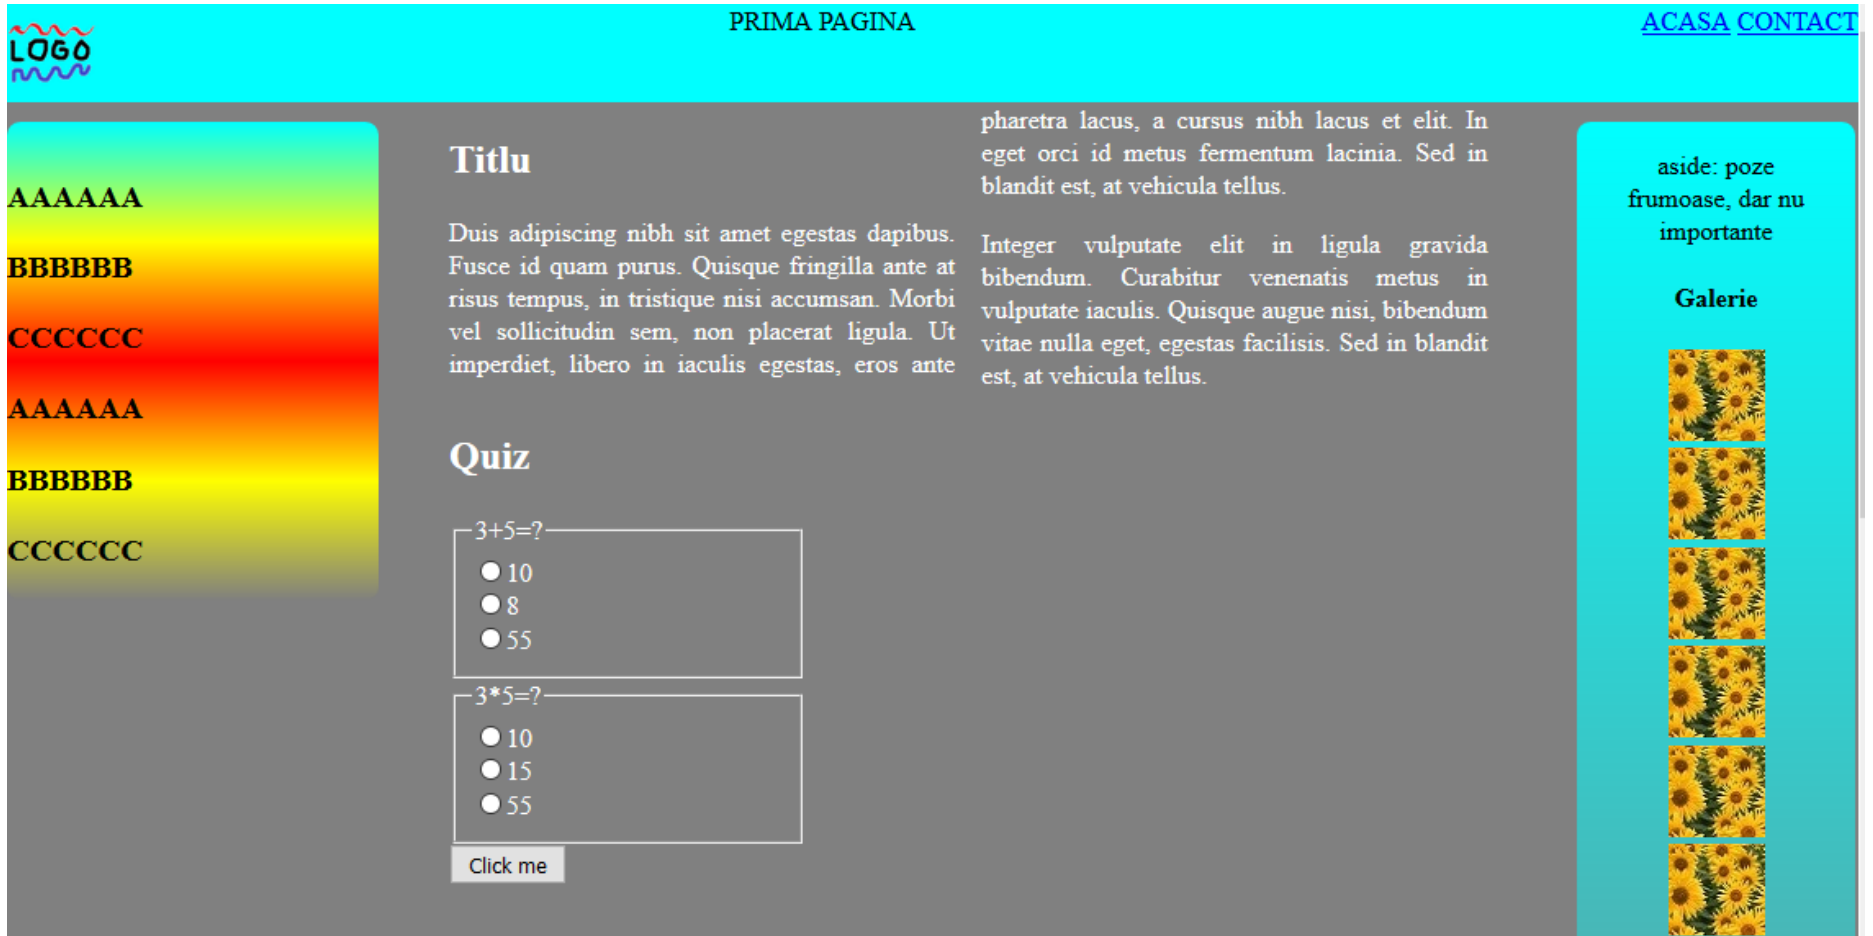 LOGO
PRIMA PAGINA
ACASA CONTACT
AAAAAA
BBBBBB
CCCCCC
AAAAAA
BBBBBB
CCCCCC
Titlu
Duis adipiscing nibh sit amet egestas dapibus.
Fusce id quam purus. Quisque fringilla ante at
risus tempus, in tristique nisi accumsan. Morbi
vel sollicitudin sem, non placerat ligula. Ut
imperdiet, libero in iaculis egestas, eros ante
pharetra lacus, a cursus nibh lacus et elit. In
eget orci id metus fermentum lacinia. Sed in
blandit est, at vehicula tellus.
Integer vulputate elit in ligula gravida
bibendum. Curabitur venenatis metus in
vulputate iaculis. Quisque augue nisi, bibendum
vitae nulla eget, egestas facilisis. Sed in blandit
est, at vehicula tellus.
Quiz
3+5=?
10
8
55
3*5=?
10
15
55
Click me
aside: poze
frumoase, dar nu
importante
Galerie